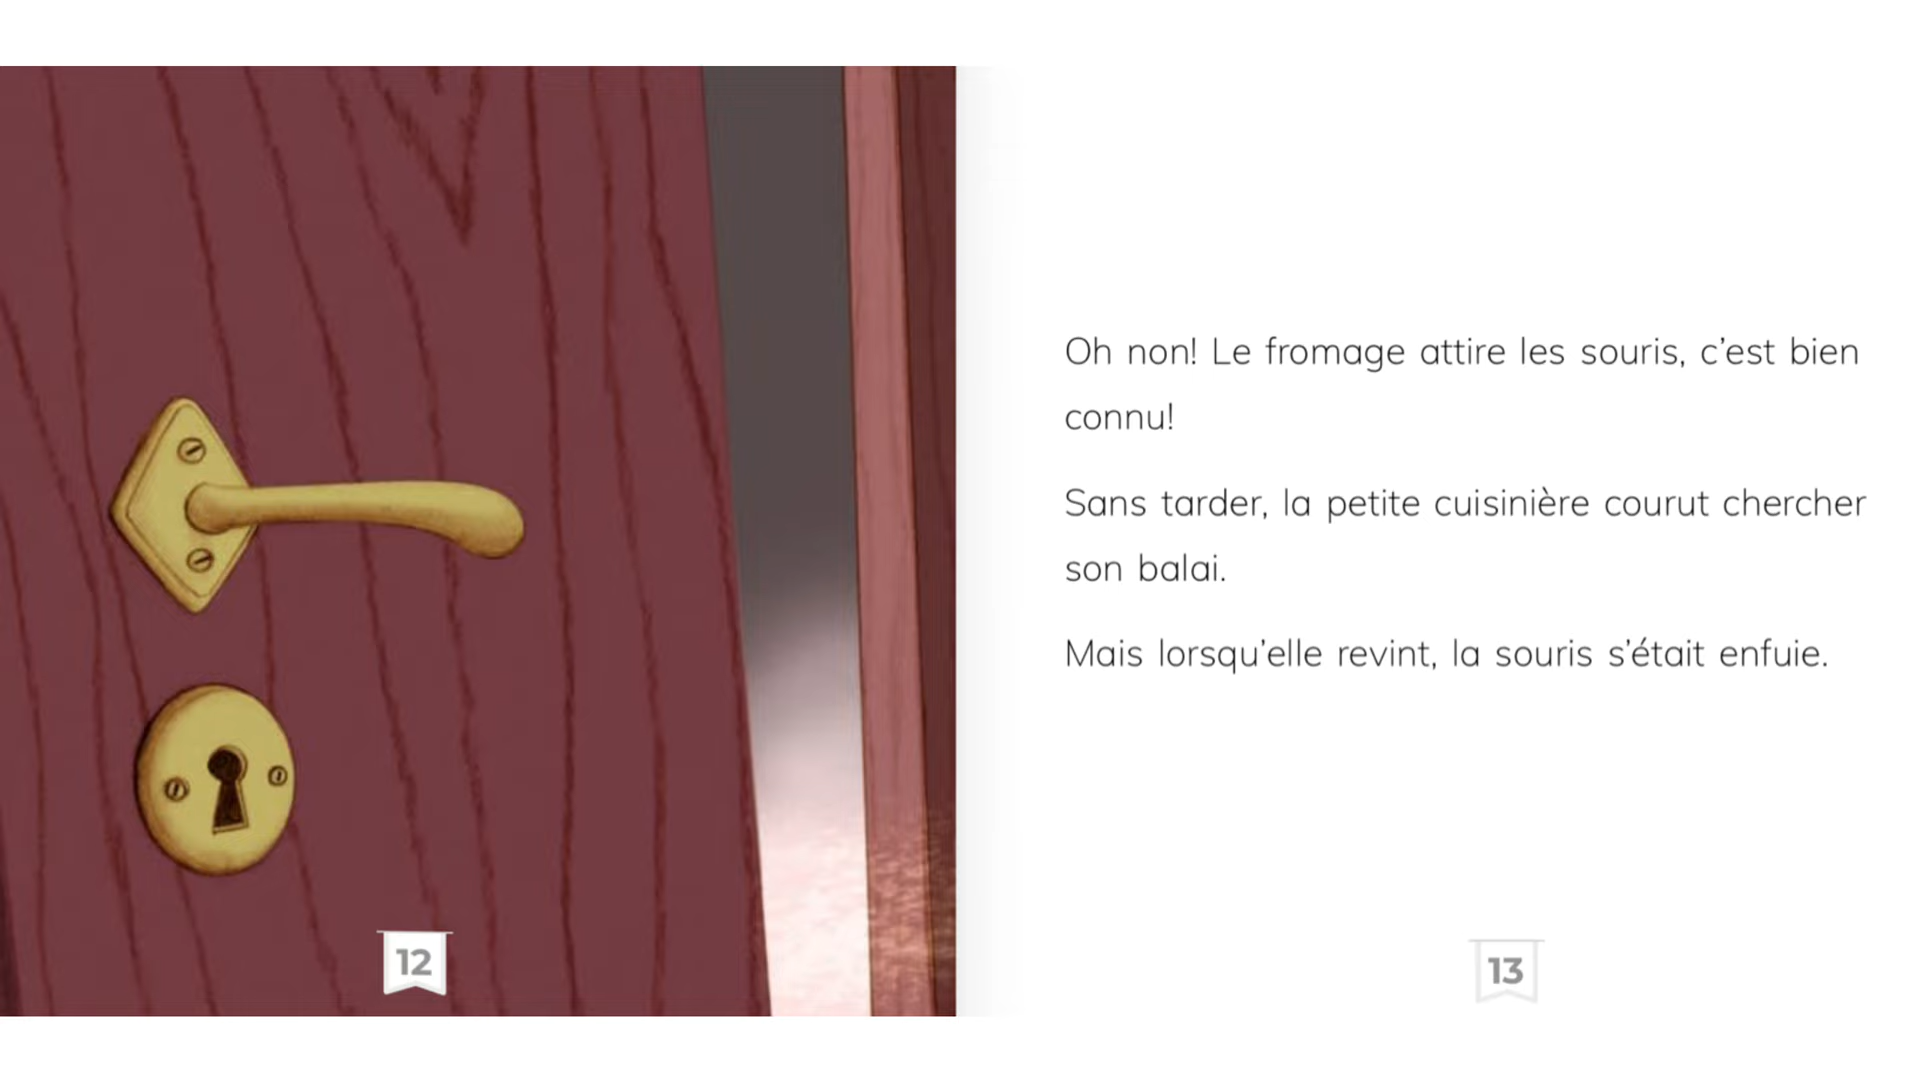 Oh non! Le fromage attire les souris, c’est bien
connu!
Sans tarder, la petite cuisinière courut chercher
son balai.
Mais lorsqu’elle revint, la souris s’était enfuie.
12
13